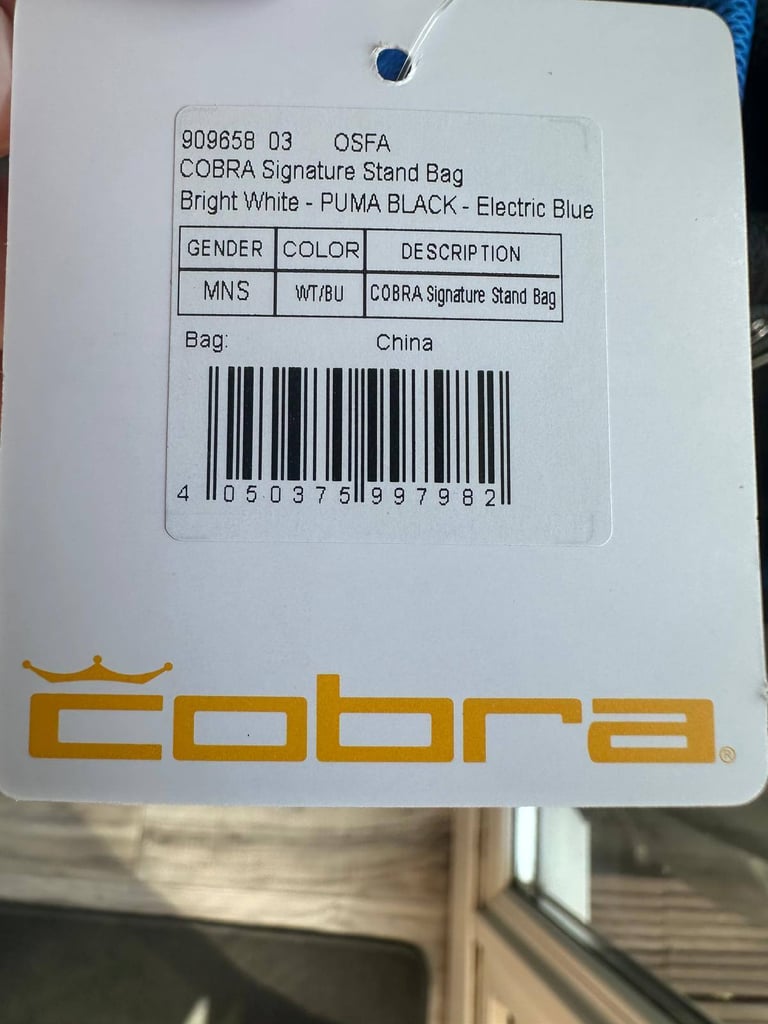 909658 03 OSFA
COBRA Signature Stand Bag
Bright White - PUMA BLACK - Electric Blue
GENDER COLOR DESCRIPTION
MNS WT/BU COBRA Signature Stand Bag
Bag: China
4 050375 997982
cobra®